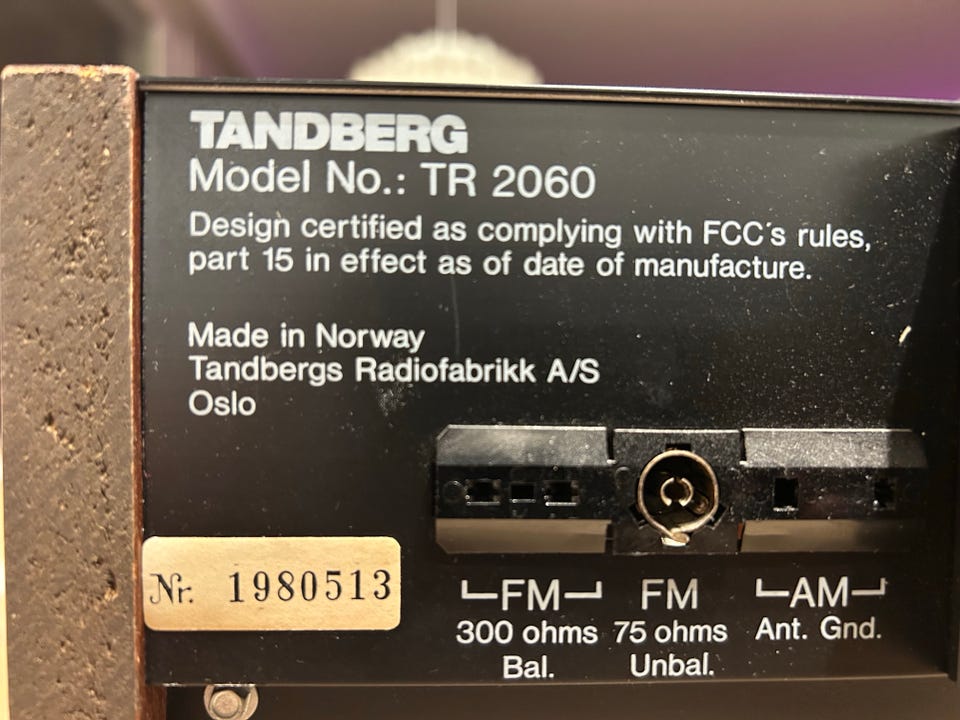 TANDBERG
Model No.: TR 2060
Design certified as complying with FCC's rules,
part 15 in effect as of date of manufacture.
Made in Norway
Tandbergs Radiofabrikk A/S
Oslo
Nr. 1980513
FM FM AM
300 ohms 75 ohms Ant. Gnd.
Bal. Unbal.